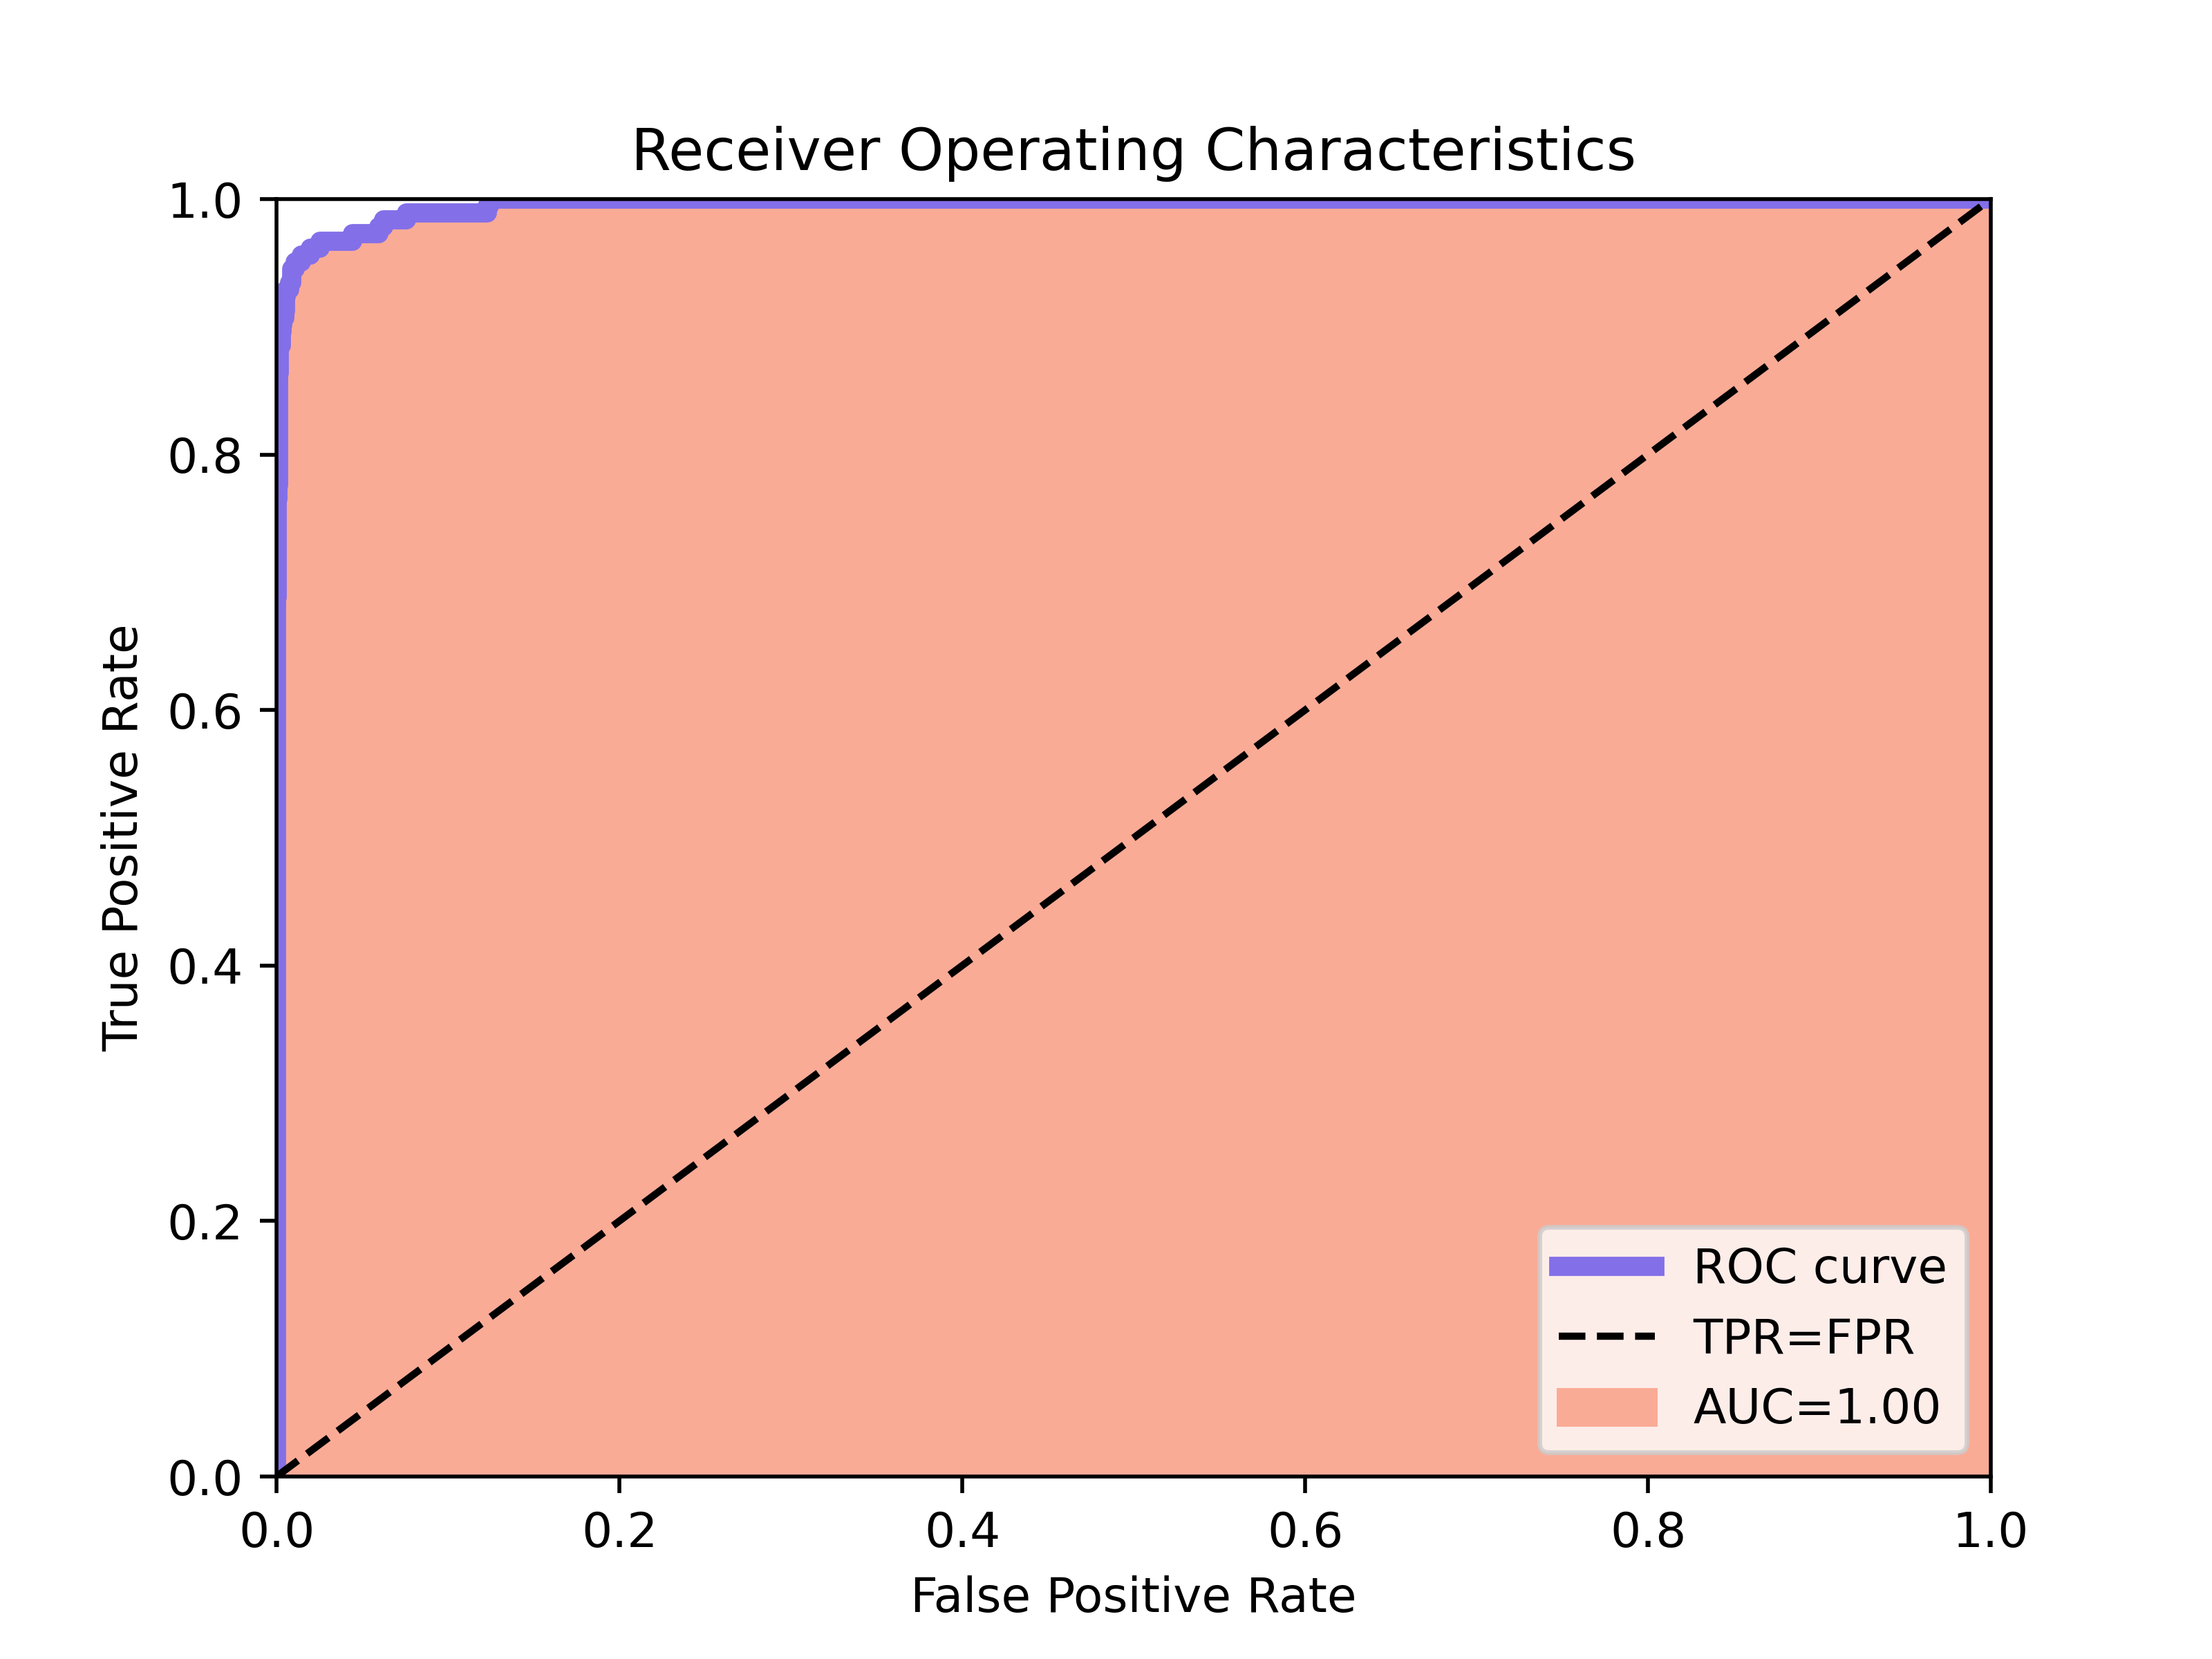 Receiver Operating Characteristics
1.0
0.8
0.6
0.4
0.2
0.0
True Positive Rate
0.0 0.2 0.4 0.6 0.8 1.0
False Positive Rate
ROC curve
TPR=FPR
AUC=1.00